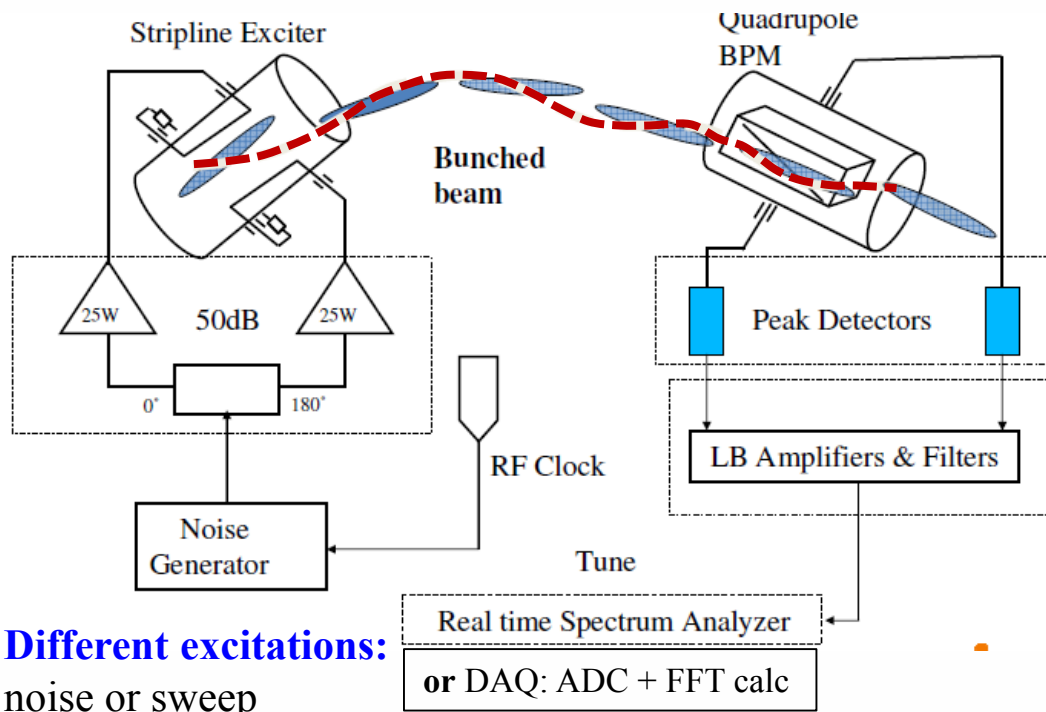 Stripline Exciter
Quadrupole
BPM
Bunched
beam
25W
50dB
25W
Peak Detectors
0°
180°
RF Clock
LB Amplifiers & Filters
Noise
Generator
Tune
Real time Spectrum Analyzer
Different excitations:
noise or sweep
or DAQ: ADC + FFT calc